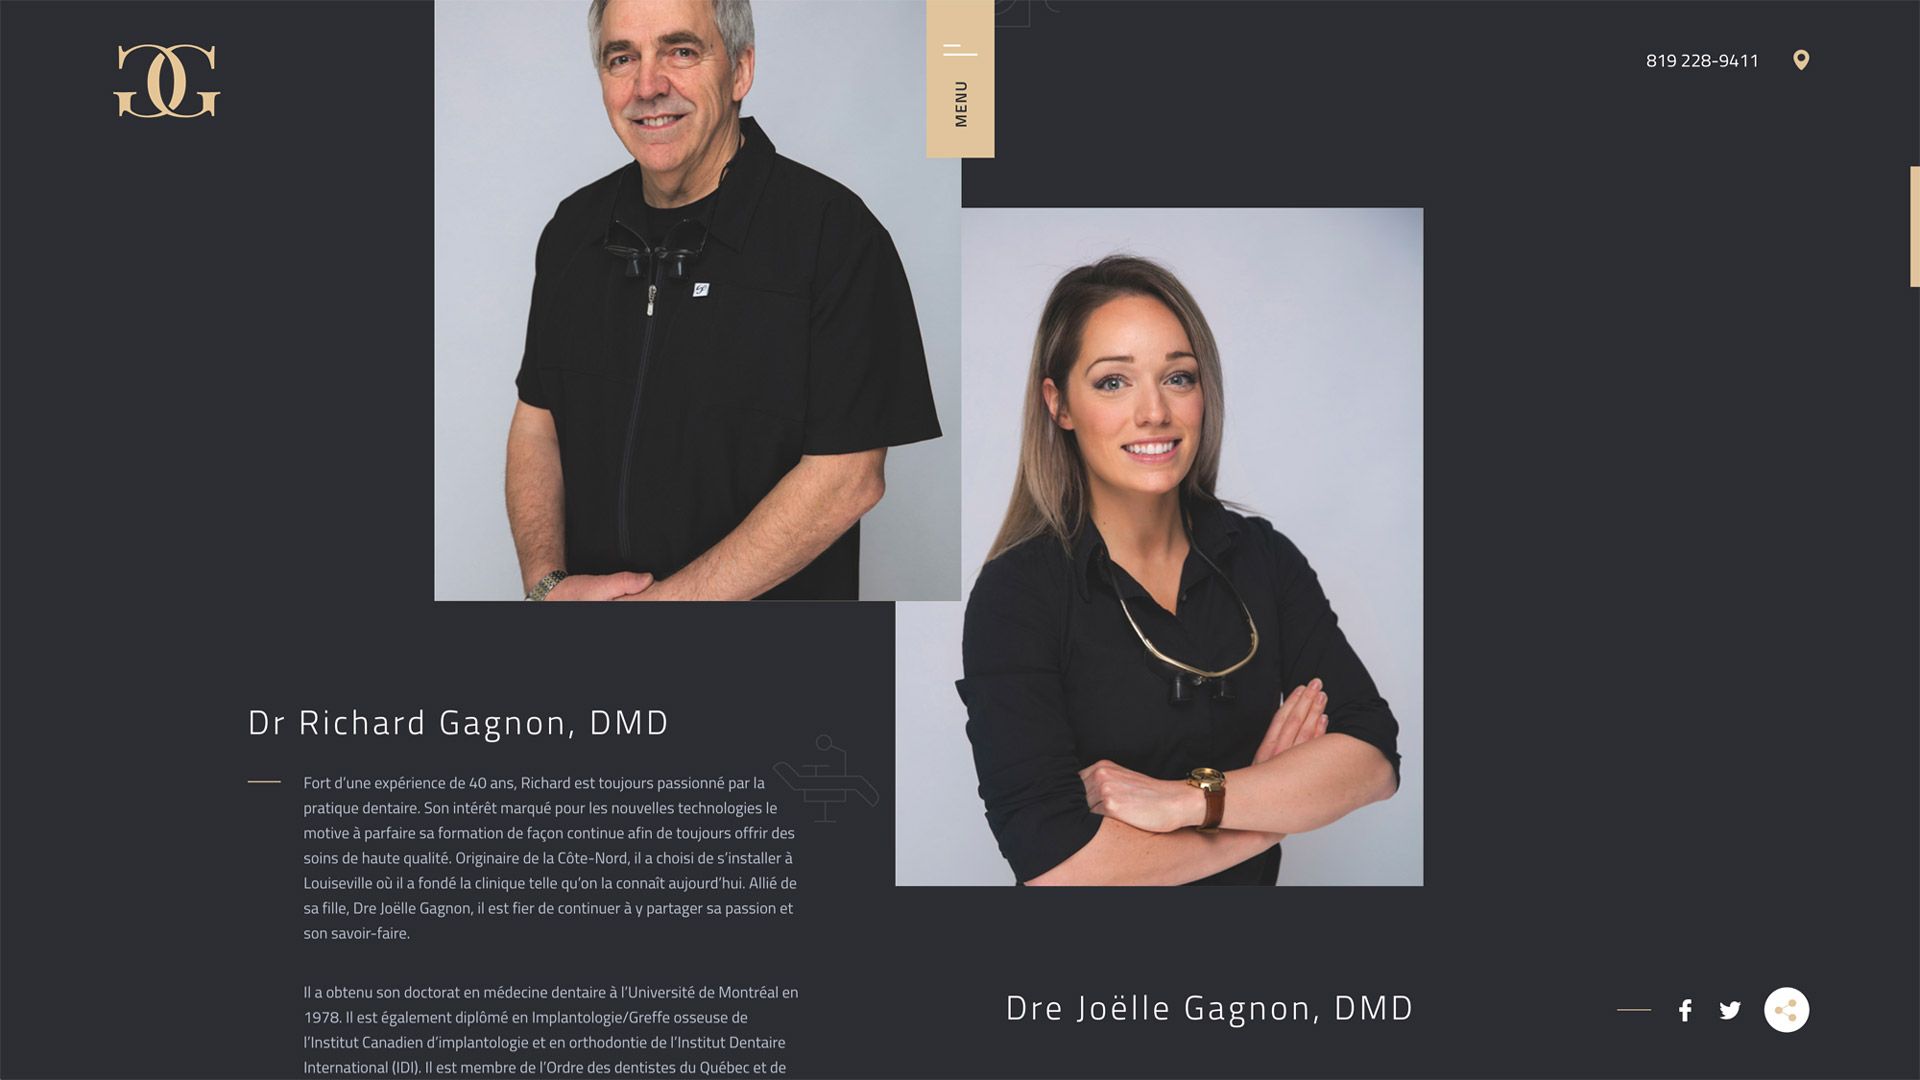 GG
MENU
819 228-9411
Dr Richard Gagnon, DMD
Fort d’une expérience de 40 ans, Richard est toujours passionné par la
pratique dentaire. Son intérêt marqué pour les nouvelles technologies le
motive à parfaire sa formation de façon continue afin de toujours offrir des
soins de haute qualité. Originaire de la Côte-Nord, il a choisi de s’installer à
Louiseville où il a fondé la clinique telle qu’on la connaît aujourd’hui. Allié de
sa fille, Dre Joëlle Gagnon, il est fier de continuer à y partager sa passion et
son savoir-faire.
Il a obtenu son doctorat en médecine dentaire à l’Université de Montréal en
1978. Il est également diplômé en Implantologie/Greffe osseuse de
l’Institut Canadien d’implantologie et en orthodontie de l’Institut Dentaire
International (IDI). Il est membre de l’Ordre des dentistes du Québec et de
Dre Joëlle Gagnon, DMD